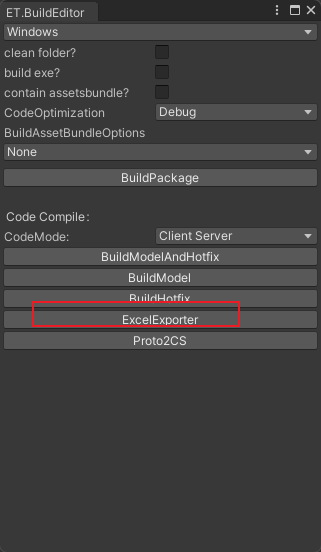 ET.BuildEditor
Windows
clean folder?
build exe?
contain assetsbundle?
CodeOptimization Debug
BuildAssetBundleOptions
None
BuildPackage
Code Compile：
CodeMode: Client Server
BuildModelAndHotfix
BuildModel
BuildHotfix
ExcelExporter
Proto2CS